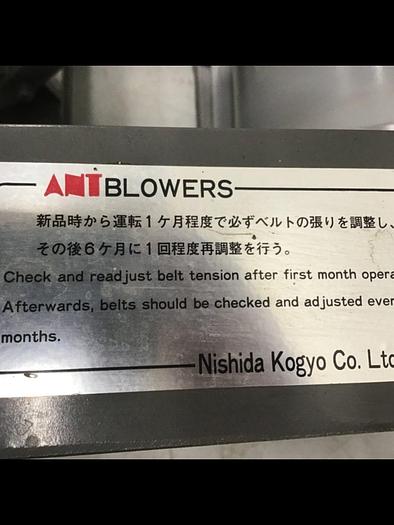 ANTBLOWERS
新品時から運転1ケ月程度で必ずベルトの張りを調整し、
その後6ケ月に1回程度再調整を行う。
Check and readjust belt tension after first month opera
Afterwards, belts should be checked and adjusted ever
months.
Nishida Kogyo Co. Ltd